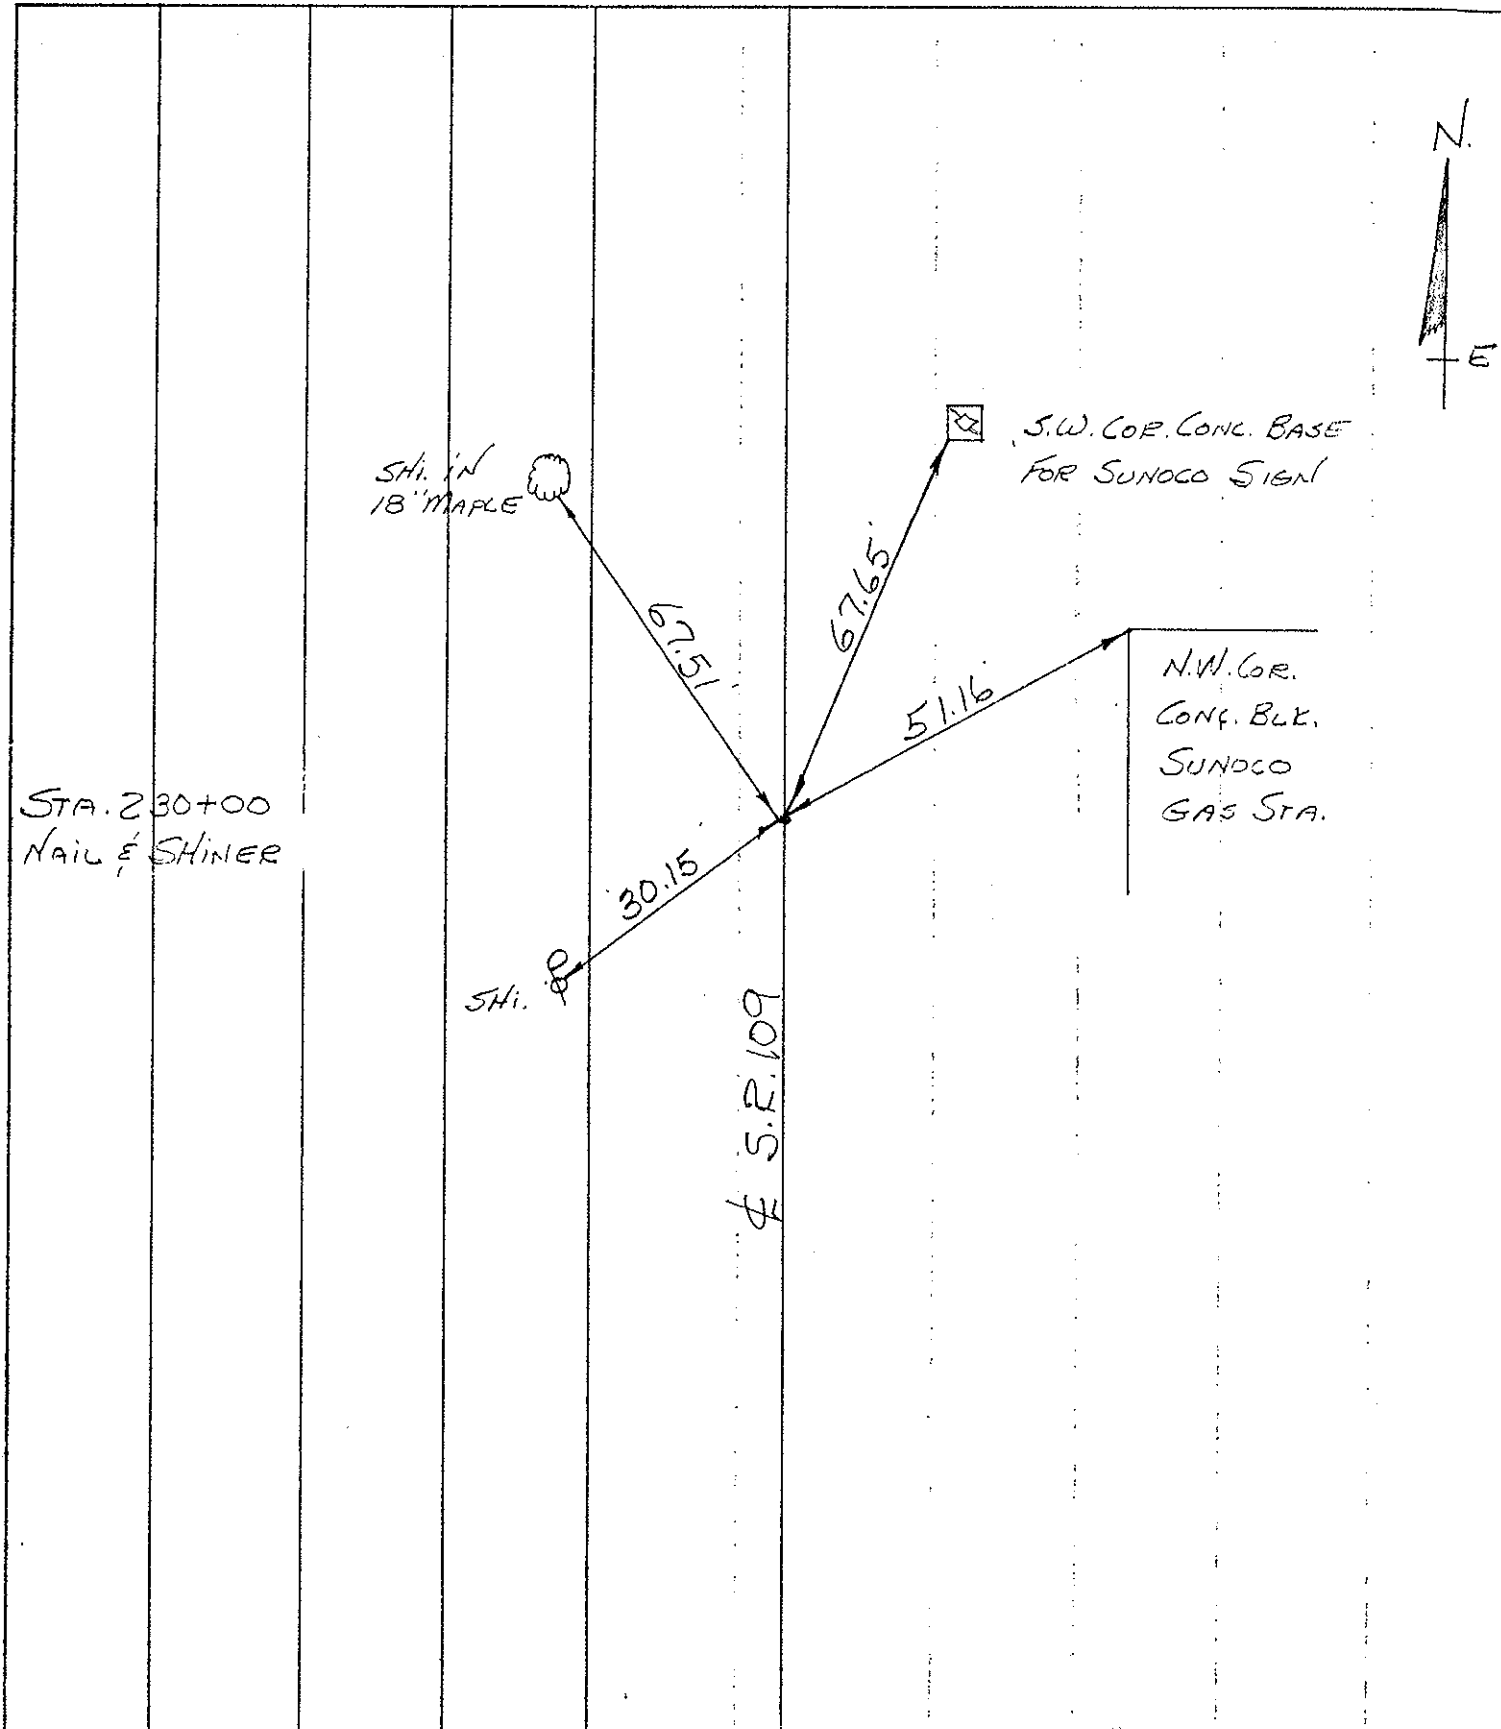 N.
E
S.W. COR. CONC. BASE
FOR SUNOCO SIGN
SHI. IN
18" MAPLE
67.51
67.65
51.16
N.W. COR.
CONC. BLK.
SUNOCO
GAS STA.
STA. 230+00
NAIL & SHINER
30.15
SHI.
℄ S.R. 109